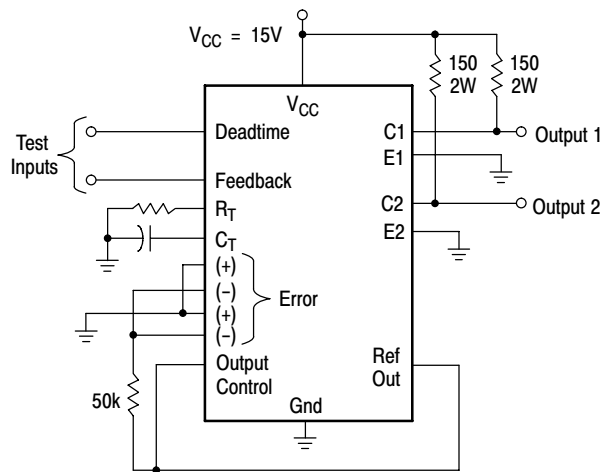 V_CC = 15V
150
2W
150
2W
V_CC
Test
Inputs
Deadtime
C1
Output 1
E1
Feedback
C2
Output 2
R_T
C_T
E2
(+)
(−)
Error
(+)
(−)
Output
Control
Ref
Out
50k
Gnd